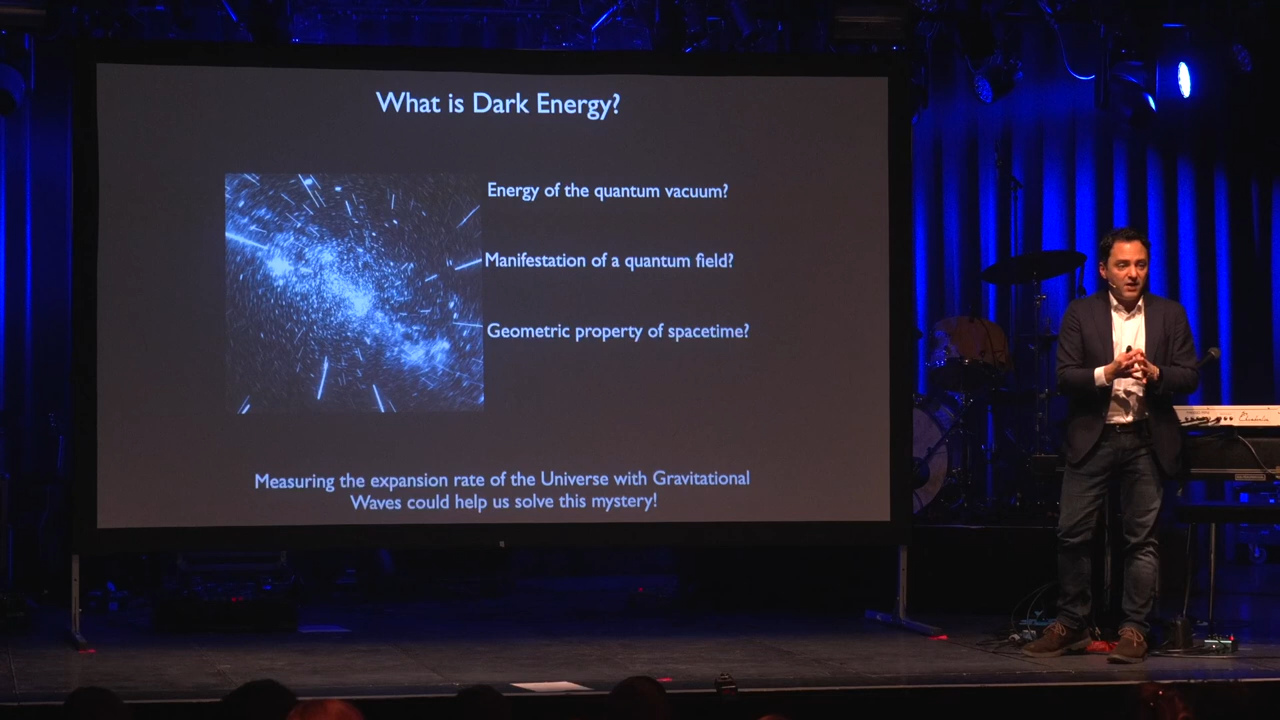 What is Dark Energy?
Energy of the quantum vacuum?
Manifestation of a quantum field?
Geometric property of spacetime?
Measuring the expansion rate of the Universe with Gravitational
Waves could help us solve this mystery!